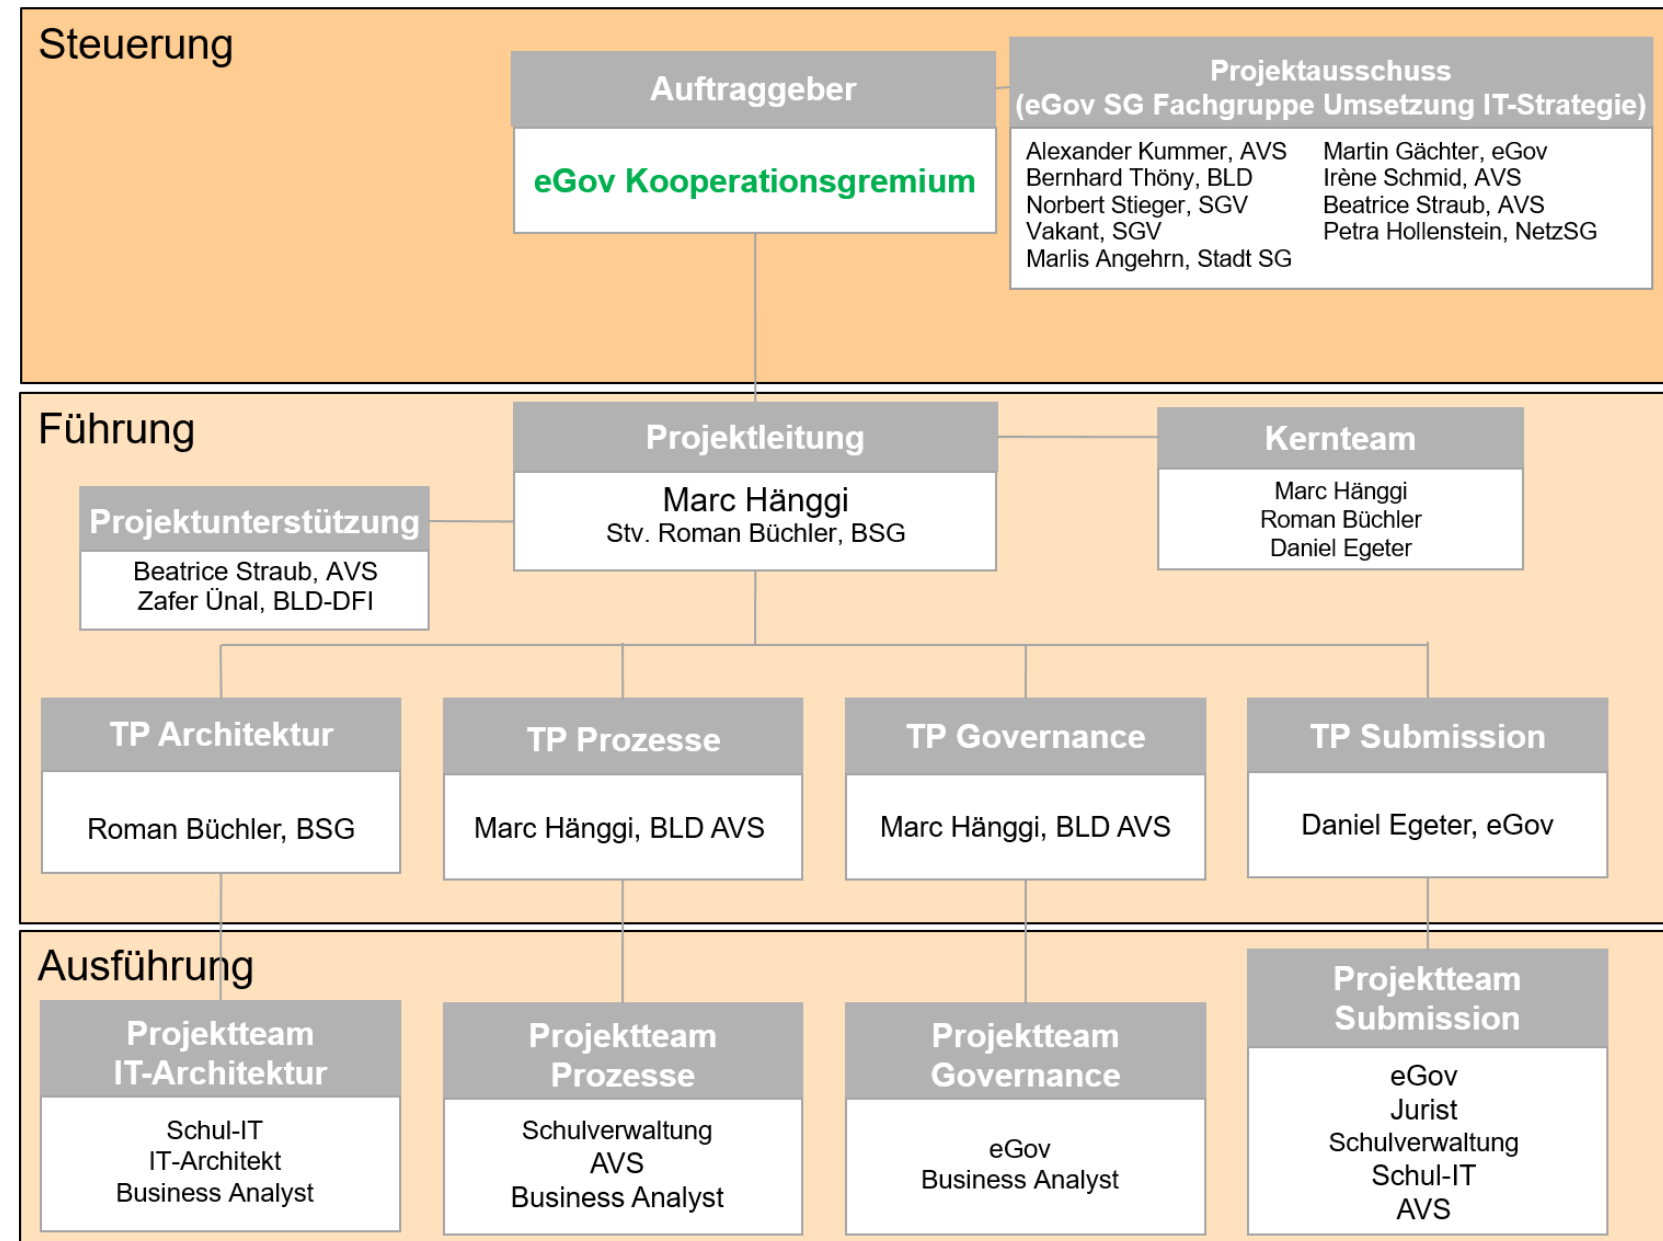 Steuerung
Auftraggeber
eGov Kooperationsgremium
Projektausschuss
(eGov SG Fachgruppe Umsetzung IT-Strategie)
Alexander Kummer, AVS
Bernhard Thöny, BLD
Norbert Stieger, SGV
Vakant, SGV
Marlis Angehrn, Stadt SG
Martin Gächter, eGov
Irène Schmid, AVS
Beatrice Straub, AVS
Petra Hollenstein, NetzSG
Führung
Projektleitung
Marc Hänggi
Stv. Roman Büchler, BSG
Kernteam
Marc Hänggi
Roman Büchler
Daniel Egeter
Projektunterstützung
Beatrice Straub, AVS
Zafer Ünal, BLD-DFI
TP Architektur
Roman Büchler, BSG
TP Prozesse
Marc Hänggi, BLD AVS
TP Governance
Marc Hänggi, BLD AVS
TP Submission
Daniel Egeter, eGov
Ausführung
Projektteam
IT-Architektur
Schul-IT
IT-Architekt
Business Analyst
Projektteam
Prozesse
Schulverwaltung
AVS
Business Analyst
Projektteam
Governance
eGov
Business Analyst
Projektteam
Submission
eGov
Jurist
Schulverwaltung
Schul-IT
AVS